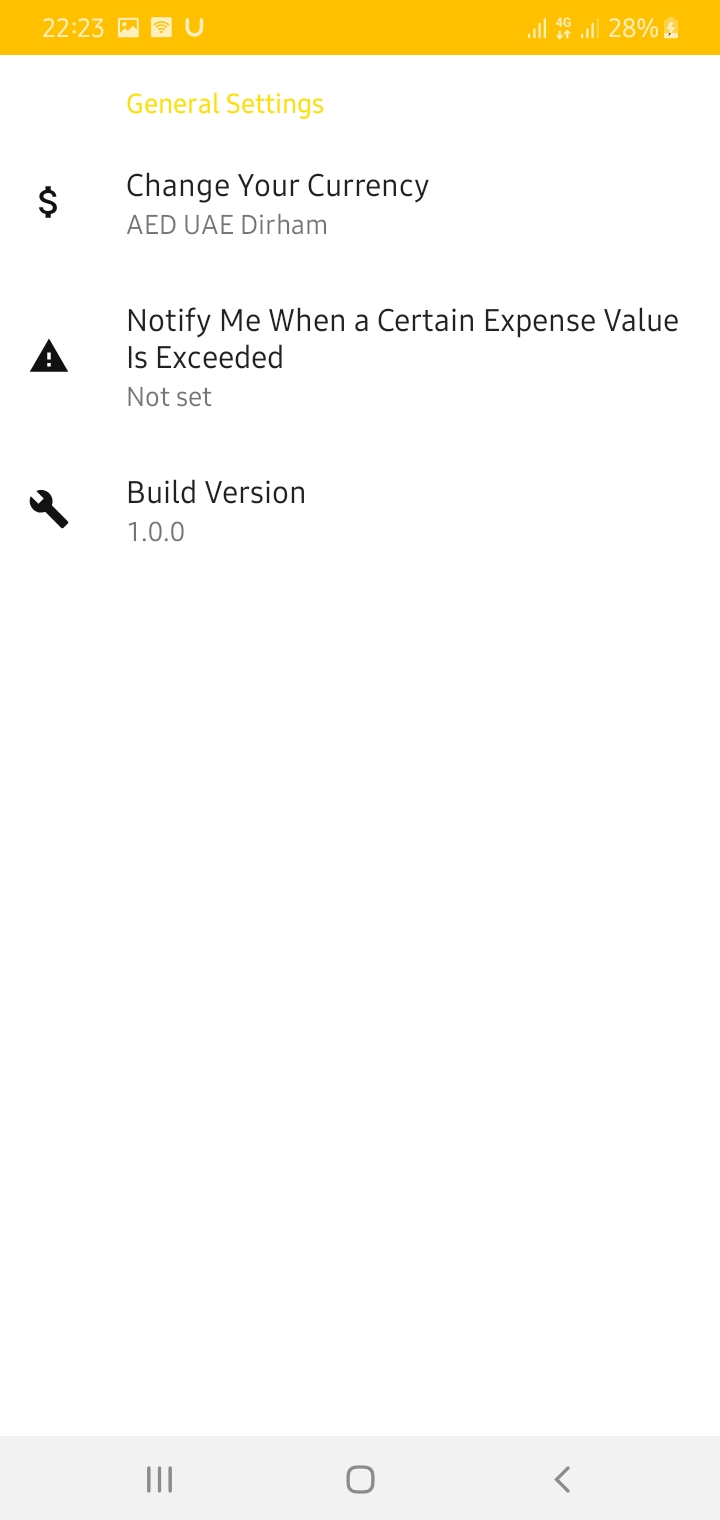 22:23 4G 28%
General Settings
$
Change Your Currency
AED UAE Dirham
Notify Me When a Certain Expense Value
Is Exceeded
Not set
Build Version
1.0.0